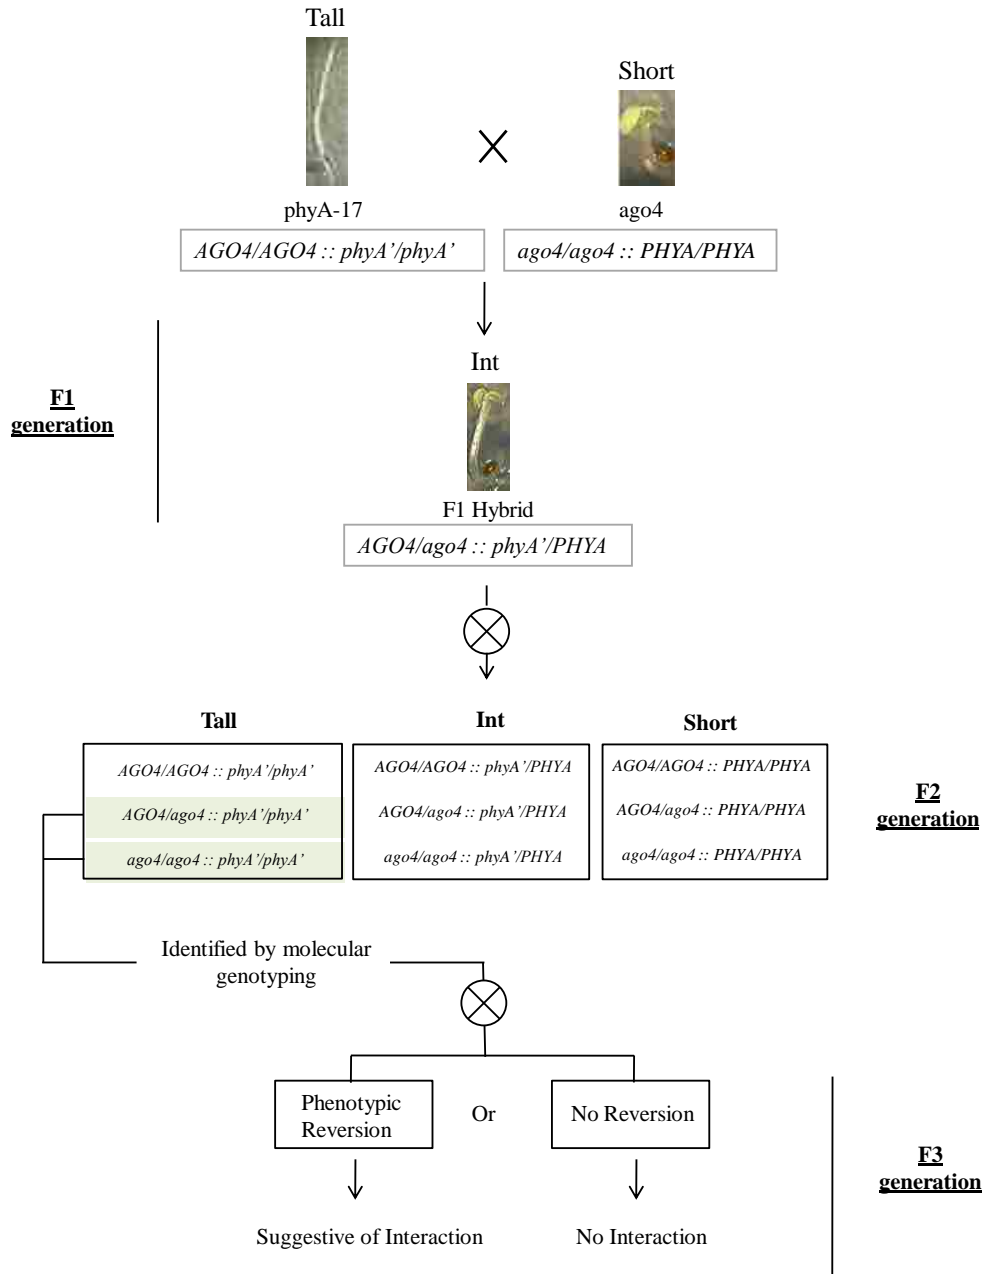 Tall
Short
phyA-17
ago4
AGO4/AGO4 :: phyA’/phyA’
ago4/ago4 :: PHYA/PHYA
Int
F1
generation
F1 Hybrid
AGO4/ago4 :: phyA’/PHYA
Tall
Int
Short
AGO4/AGO4 :: phyA’/phyA’
AGO4/AGO4 :: phyA’/PHYA
AGO4/AGO4 :: PHYA/PHYA
AGO4/ago4 :: phyA’/phyA’
AGO4/ago4 :: phyA’/PHYA
AGO4/ago4 :: PHYA/PHYA
ago4/ago4 :: phyA’/phyA’
ago4/ago4 :: phyA’/PHYA
ago4/ago4 :: PHYA/PHYA
F2
generation
Identified by molecular
genotyping
Phenotypic
Reversion
Or
No Reversion
F3
generation
Suggestive of Interaction
No Interaction